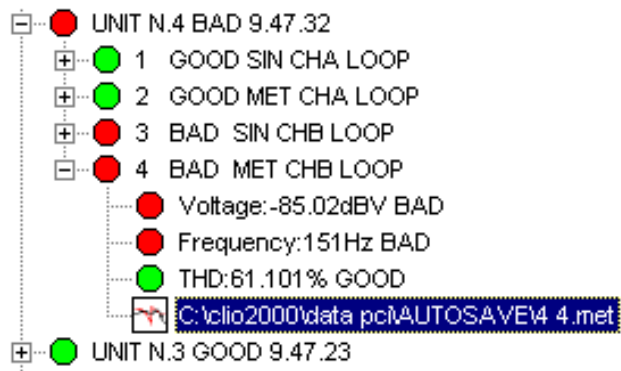 UNIT N.4 BAD 9.47.32
1 GOOD SIN CHA LOOP
2 GOOD MET CHA LOOP
3 BAD SIN CHB LOOP
4 BAD MET CHB LOOP
Voltage:-85.02dBV BAD
Frequency:151Hz BAD
THD:61.101% GOOD
C:\clio2000\data pci\AUTOSAVE\4 4.met
UNIT N.3 GOOD 9.47.23